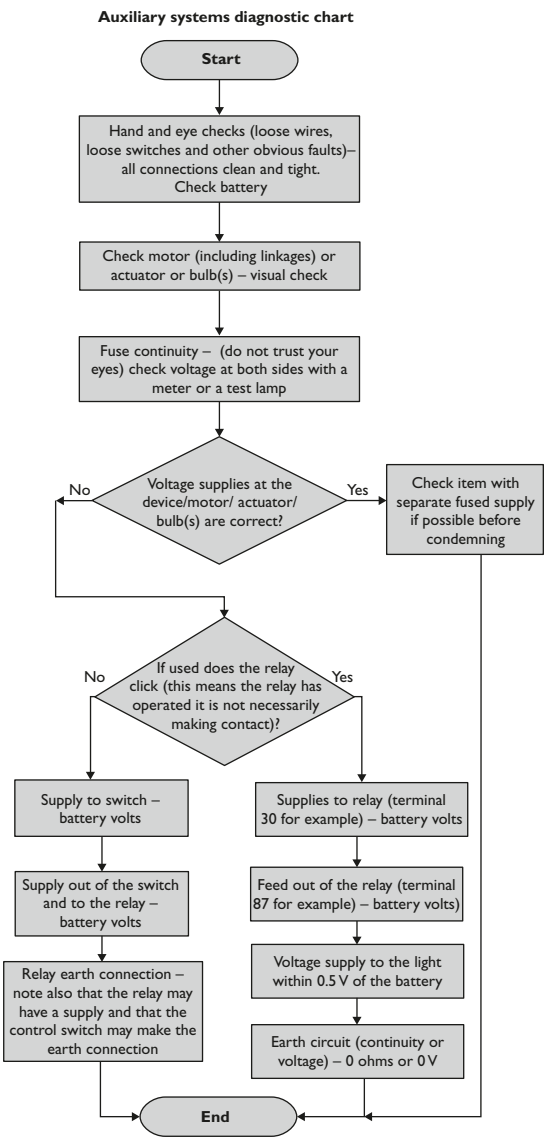 Auxiliary systems diagnostic chart
Start
Hand and eye checks (loose wires,
loose switches and other obvious faults)–
all connections clean and tight.
Check battery
Check motor (including linkages) or
actuator or bulb(s) – visual check
Fuse continuity – (do not trust your
eyes) check voltage at both sides with a
meter or a test lamp
No
Voltage supplies at the
device/motor/ actuator/
bulb(s) are correct?
Yes
Check item with
separate fused supply
if possible before
condemning
No
If used does the relay
click (this means the relay has
operated it is not necessarily
making contact)?
Yes
Supply to switch –
battery volts
Supply out of the switch
and to the relay –
battery volts
Relay earth connection –
note also that the relay may
have a supply and that the
control switch may make the
earth connection
Supplies to relay (terminal
30 for example) – battery volts
Feed out of the relay (terminal
87 for example) – battery volts)
Voltage supply to the light
within 0.5 V of the battery
Earth circuit (continuity or
voltage) – 0 ohms or 0 V
End